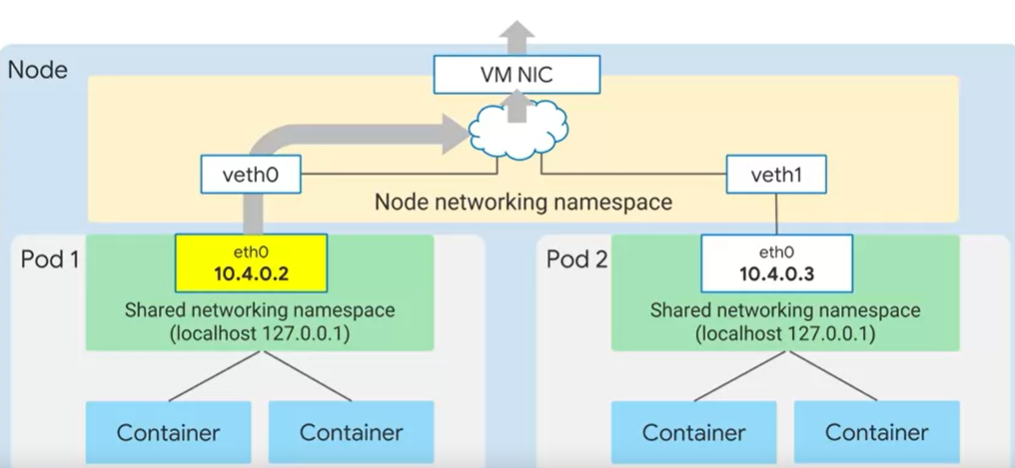 Node
VM NIC
veth0
veth1
Node networking namespace
Pod 1
eth0
10.4.0.2
Shared networking namespace
(localhost 127.0.0.1)
Container
Container
Pod 2
eth0
10.4.0.3
Shared networking namespace
(localhost 127.0.0.1)
Container
Container